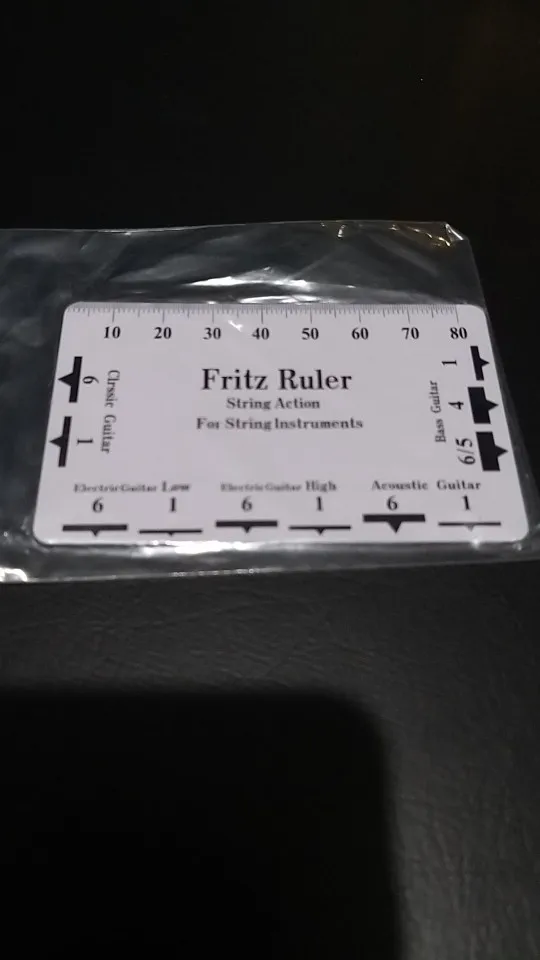 10 20 30 40 50 60 70 80
Fritz Ruler
String Action
For String Instruments
Clessic Guitar
6
1
Bass Guitar
1
4
6/5
Electric Guitar Low
6 1
Electric Guitar High
6 1
Acoustic Guitar
6 1